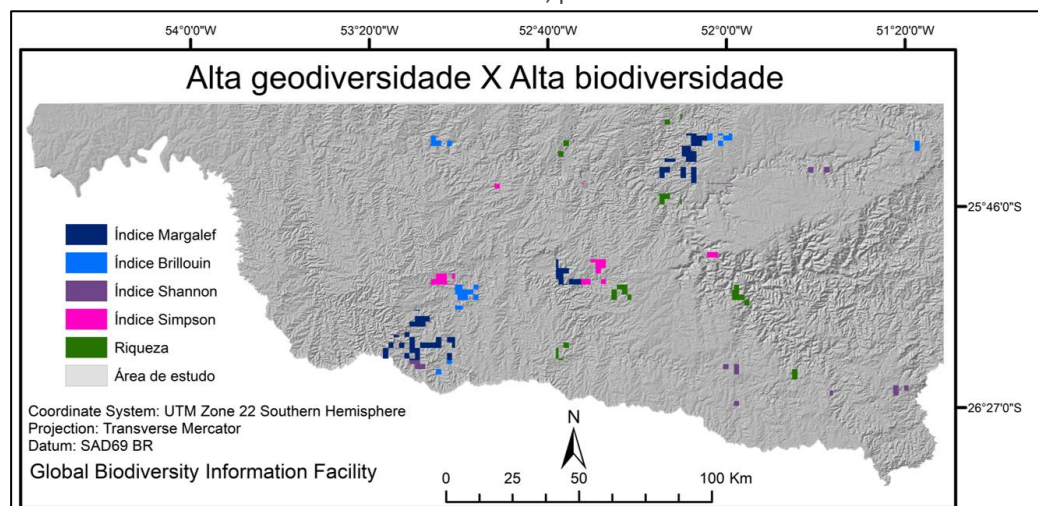 54°0'0"W 53°20'0"W 52°40'0"W 52°0'0"W 51°20'0"W
Alta geodiversidade X Alta biodiversidade
25°46'0"S
Índice Margalef
Índice Brillouin
Índice Shannon
Índice Simpson
Riqueza
Área de estudo
26°27'0"S
Coordinate System: UTM Zone 22 Southern Hemisphere
Projection: Transverse Mercator
Datum: SAD69 BR
N
Global Biodiversity Information Facility
0 25 50 100 Km